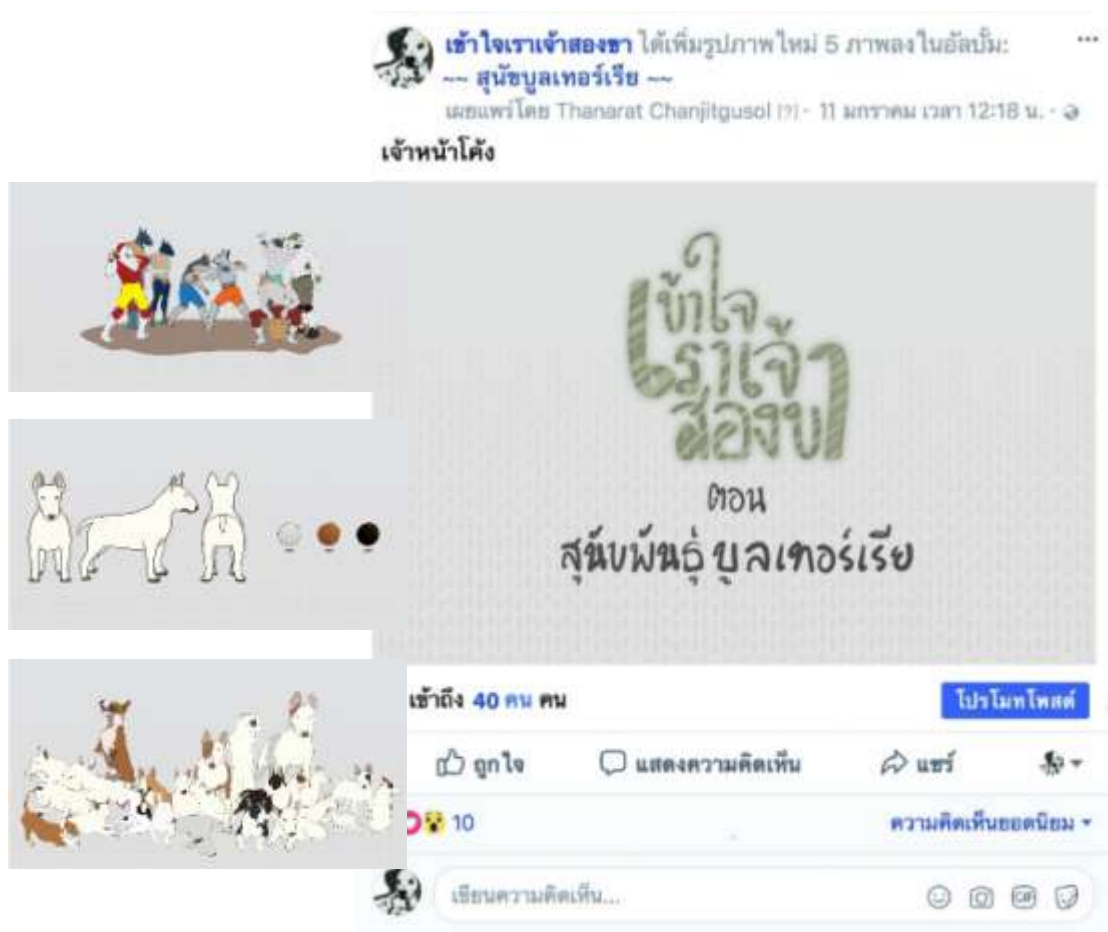 เข้าใจเราเจ้าสองขา ได้เพิ่มรูปภาพใหม่ 5 ภาพลงในอัลบั้ม:
~~ สุนัขบูลเทอร์เรีย ~~
เผยแพร่โดย Thanarat Chanjitgusol [?] · 11 มกราคม เวลา 12:18 น. ·
เจ้าหน้าโค้ง
เข้าใจ
เราเจ้า
สองขา
ตอน
สุนัขพันธุ์ บูลเทอร์เรีย
เข้าถึง 40 คน คน
โปรโมทโพสต์
ถูกใจ
แสดงความคิดเห็น
แชร์
10
ความคิดเห็นยอดนิยม
เขียนความคิดเห็น...
GIF